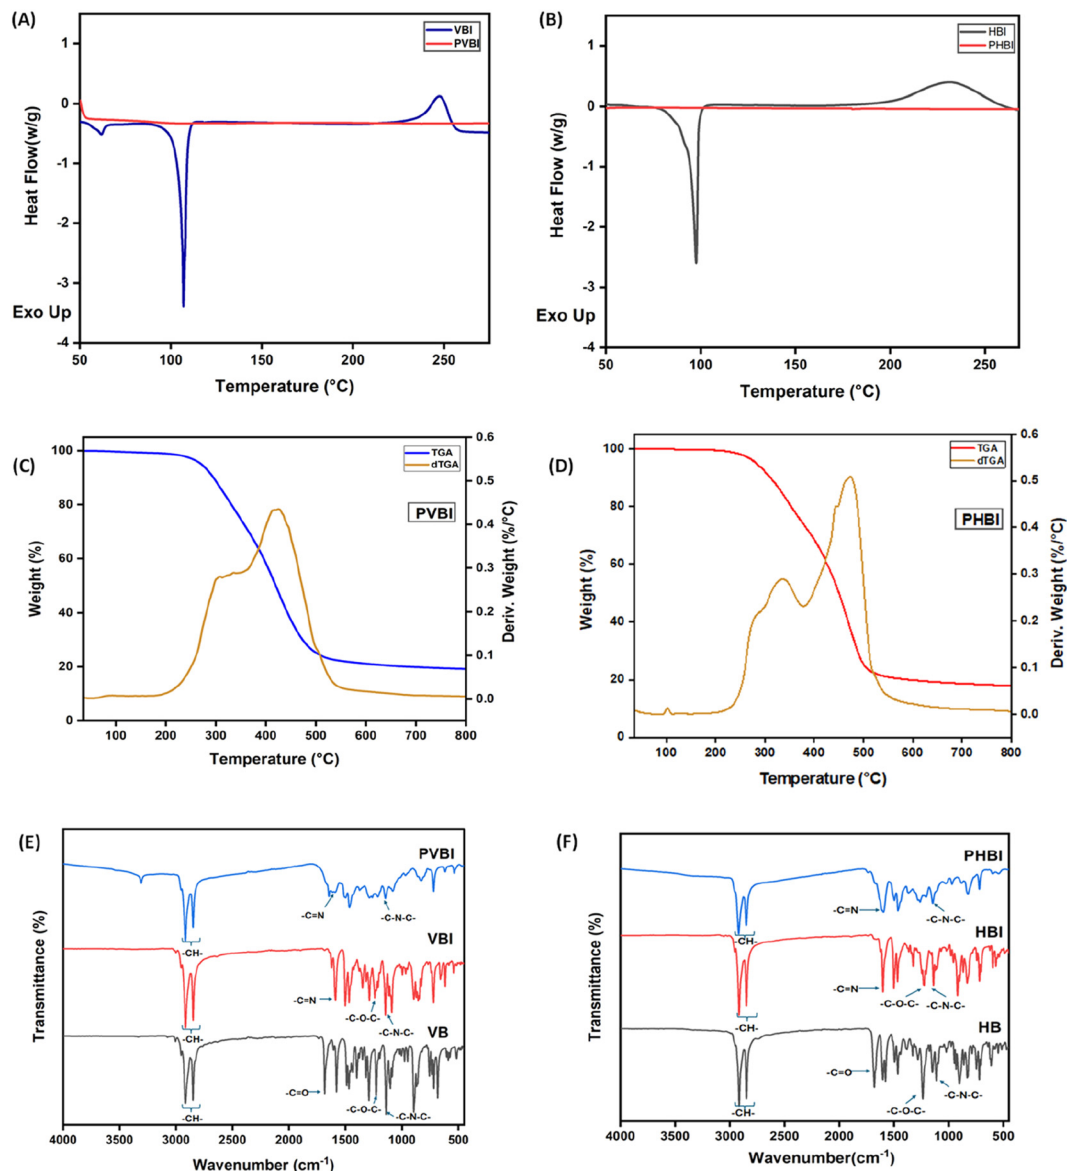 (A)
VBI
PVBI
1
0
-1
-2
-3
-4
Heat Flow(w/g)
Exo Up
50
100
150
200
250
Temperature (°C)
(B)
HBI
PHBI
1
0
-1
-2
-3
-4
Heat Flow (w/g)
Exo Up
50
100
150
200
250
Temperature (°C)
(C)
TGA
dTGA
PVBI
100
80
60
40
20
0
Weight (%)
0.6
0.5
0.4
0.3
0.2
0.1
0.0
Deriv. Weight (%/°C)
100
200
300
400
500
600
700
800
Temperature (°C)
(D)
TGA
dTGA
PHBI
100
80
60
40
20
0
Weight (%)
0.6
0.5
0.4
0.3
0.2
0.1
0.0
Deriv. Weight (%/°C)
100
200
300
400
500
600
700
800
Temperature (°C)
(E)
PVBI
-C=N
-C-N-C-
-CH-
VBI
-C=N
-C-O-C-
-C-N-C-
-CH-
VB
-C=O
-C-O-C-
-C-N-C-
-CH-
Transmittance (%)
4000
3500
3000
2500
2000
1500
1000
500
Wavenumber (cm-1)
(F)
PHBI
-C=N
-C-N-C-
-CH-
HBI
-C=N
-C-O-C-
-C-N-C-
-CH-
HB
-C=O
-C-O-C-
-C-N-C-
-CH-
Transmittance (%)
4000
3500
3000
2500
2000
1500
1000
500
Wavenumber(cm-1)